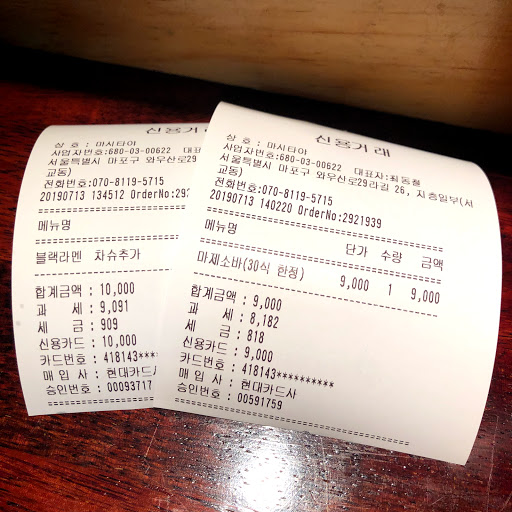 신용거래
상 호 : 마시타야
사업자번호:680-03-00622 대표
서울특별시 마포구 와우산로29
교동)
전화번호:070-8119-5715
20190713 134512 OrderNo:292
메뉴명
블랙라멘 차슈추가
합계금액 : 10,000
과 세 : 9,091
세 금 : 909
신용카드 : 10,000
카드번호 : 418143****
매 입 사 : 현대카드사
승인번호 : 00093717
신용거래
상 호 : 마시타야
사업자번호:680-03-00622 대표자:최동철
서울특별시 마포구 와우산로29라길 26, 지층일부(서
교동)
전화번호:070-8119-5715
20190713 140220 OrderNo:2921939
메뉴명 단가 수량 금액
마제소바(30식 한정) 9,000 1 9,000
합계금액 : 9,000
과 세 : 8,182
세 금 : 818
신용카드 : 9,000
카드번호 : 418143**********
매 입 사 : 현대카드사
승인번호 : 00591759